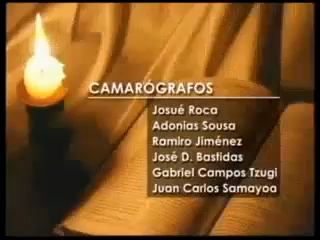 CAMARÓGRAFOS
Josué Roca
Adonias Sousa
Ramiro Jiménez
José D. Bastidas
Gabriel Campos Tzugi
Juan Carlos Samayoa